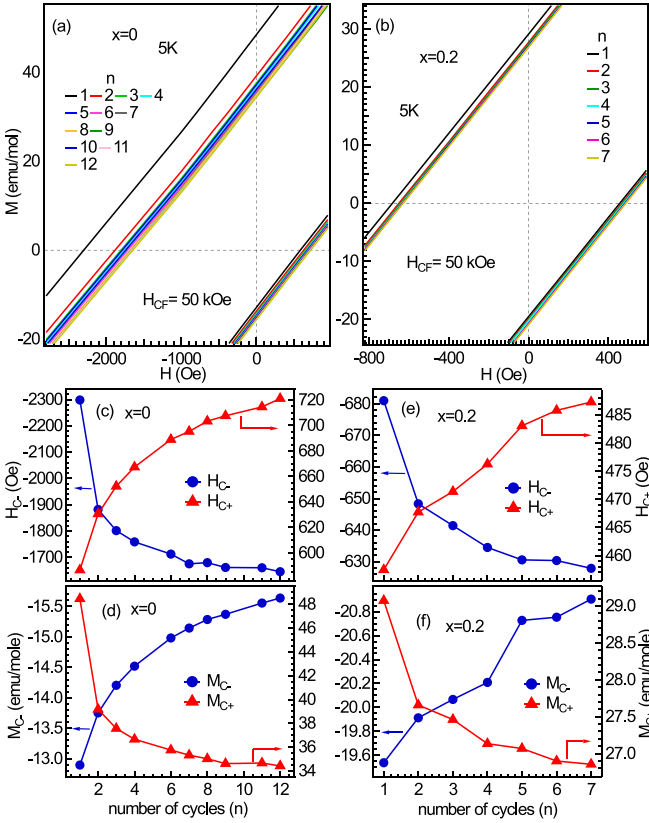 (a)
x=0
5K
n
1 2 3 4
5 6 7
8 9
10 11
12
H_CF= 50 kOe
M (emu/mol)
40
20
0
-20
-2000
-1000
0
H (Oe)
(b)
x=0.2
5K
n
1
2
3
4
5
6
7
H_CF= 50 kOe
30
20
10
0
-10
-20
-800
-400
0
400
H (Oe)
(c)
x=0
H_C-
H_C+
H_C- (Oe)
-2300
-2200
-2100
-2000
-1900
-1800
-1700
720
700
680
660
640
620
600
(e)
x=0.2
H_C-
H_C+
-680
-670
-660
-650
-640
-630
485
480
475
470
465
460
H_C+ (Oe)
(d)
x=0
M_C-
M_C+
M_C- (emu/mole)
-15.5
-15.0
-14.5
-14.0
-13.5
-13.0
48
46
44
42
40
38
36
34
2
4
6
8
10
12
number of cycles (n)
(f)
x=0.2
M_C-
M_C+
-20.8
-20.6
-20.4
-20.2
-20.0
-19.8
-19.6
29.0
28.5
28.0
27.5
27.0
M_C+ (emu/mole)
1
2
3
4
5
6
7
number of cycles (n)